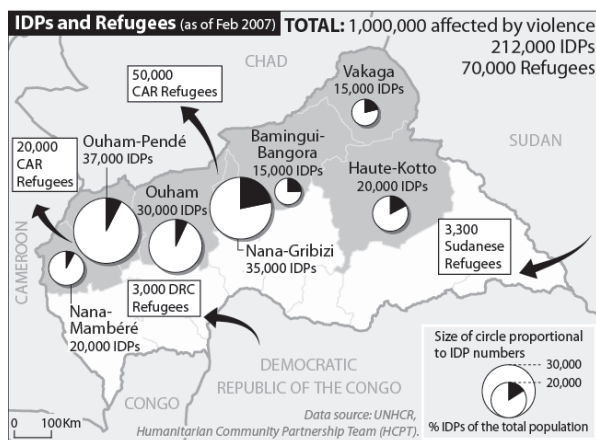 IDPs and Refugees (as of Feb 2007)
TOTAL: 1,000,000 affected by violence
212,000 IDPs
70,000 Refugees
CHAD
50,000
CAR Refugees
Vakaga
15,000 IDPs
SUDAN
20,000
CAR
Refugees
Ouham-Pendé
37,000 IDPs
Bamingui-
Bangora
15,000 IDPs
Ouham
30,000 IDPs
Haute-Kotto
20,000 IDPs
Nana-Gribizi
35,000 IDPs
3,300
Sudanese
Refugees
CAMEROON
3,000 DRC
Refugees
Nana-
Mambéré
20,000 IDPs
DEMOCRATIC
REPUBLIC OF THE CONGO
CONGO
Size of circle proportional
to IDP numbers
30,000
20,000
% IDPs of the total population
0 100Km
Data source: UNHCR,
Humanitarian Community Partnership Team (HCPT).